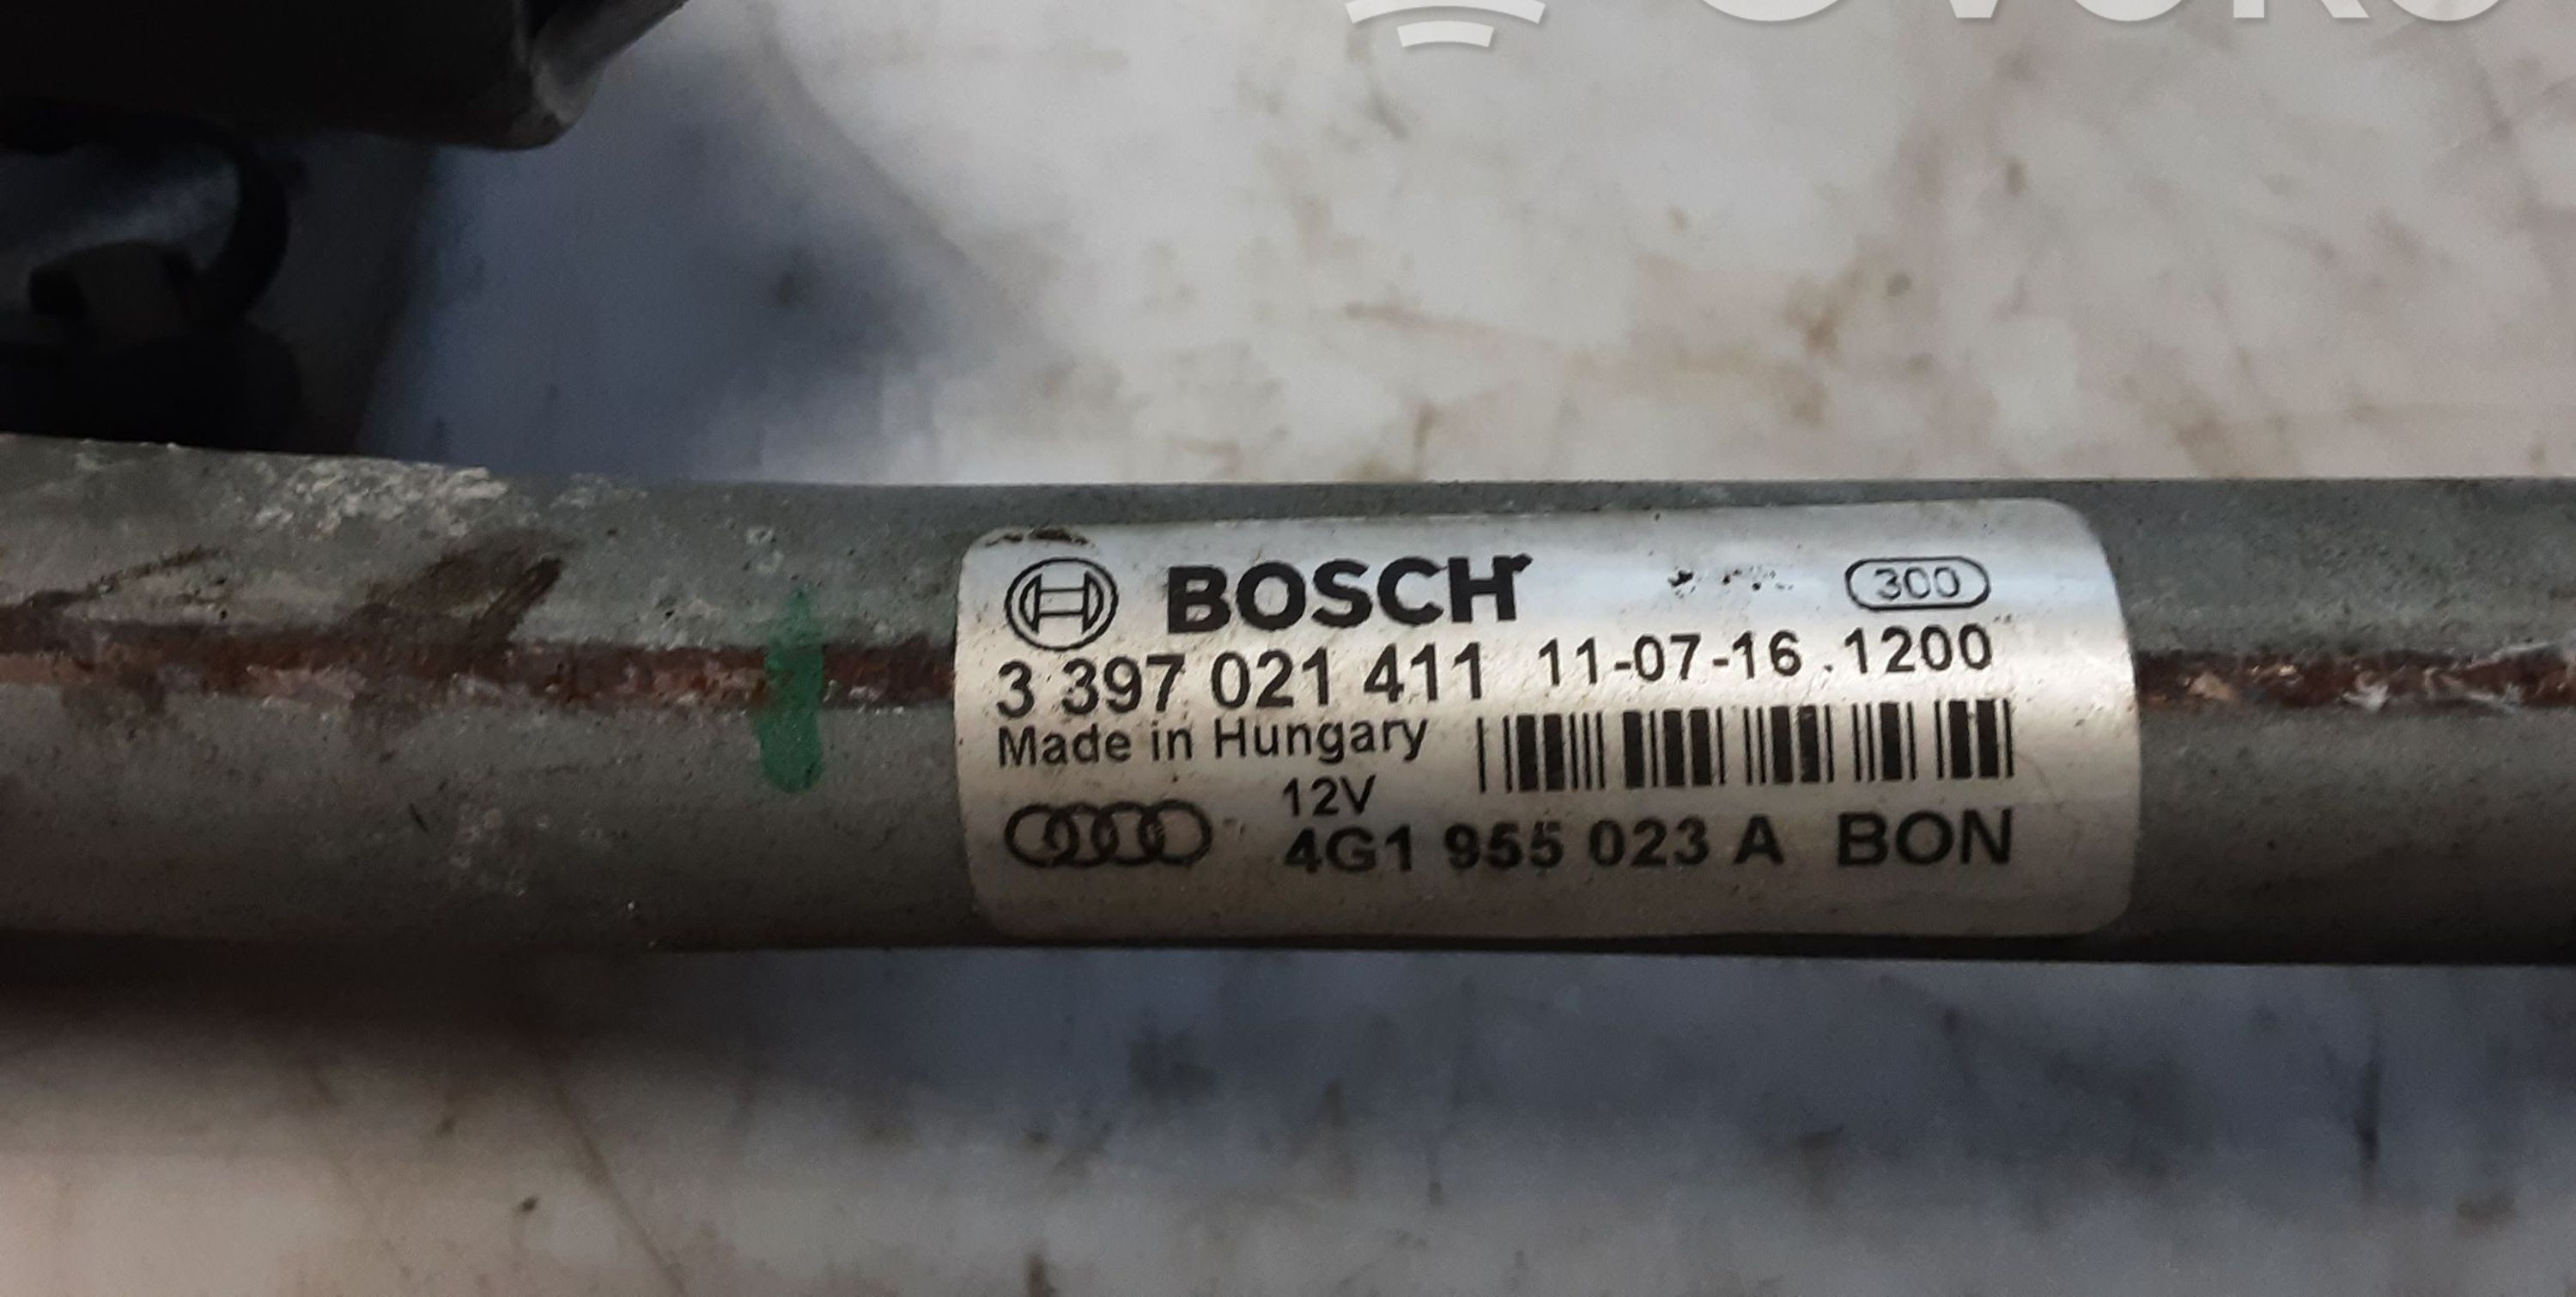 BOSCH 300
3 397 021 411 11-07-16.1200
Made in Hungary
12V
4G1 955 023 A BON